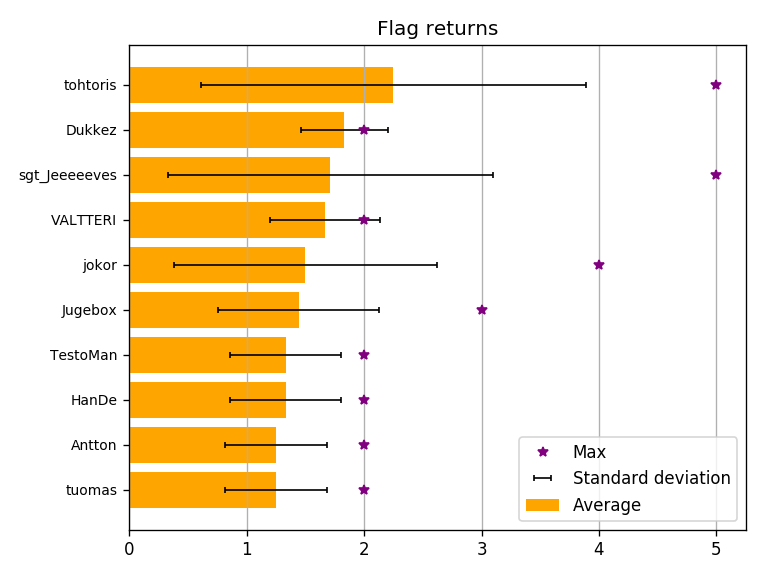 Flag returns
tohtoris
Dukkez
sgt_Jeeeeeves
VALTTERI
jokor
Jugebox
TestoMan
HanDe
Antton
tuomas
Max
Standard deviation
Average
0 1 2 3 4 5